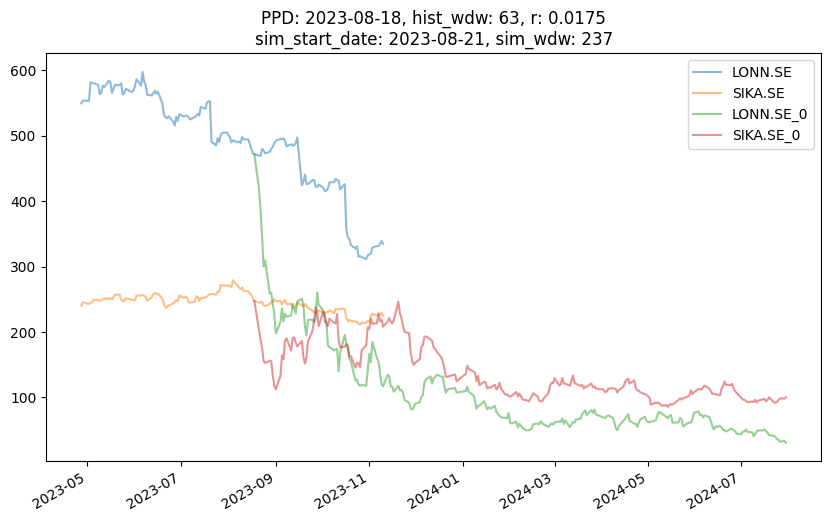 PPD: 2023-08-18, hist_wdw: 63, r: 0.0175
sim_start_date: 2023-08-21, sim_wdw: 237
LONN.SE
SIKA.SE
LONN.SE_0
SIKA.SE_0
600
500
400
300
200
100
2023-05
2023-07
2023-09
2023-11
2024-01
2024-03
2024-05
2024-07